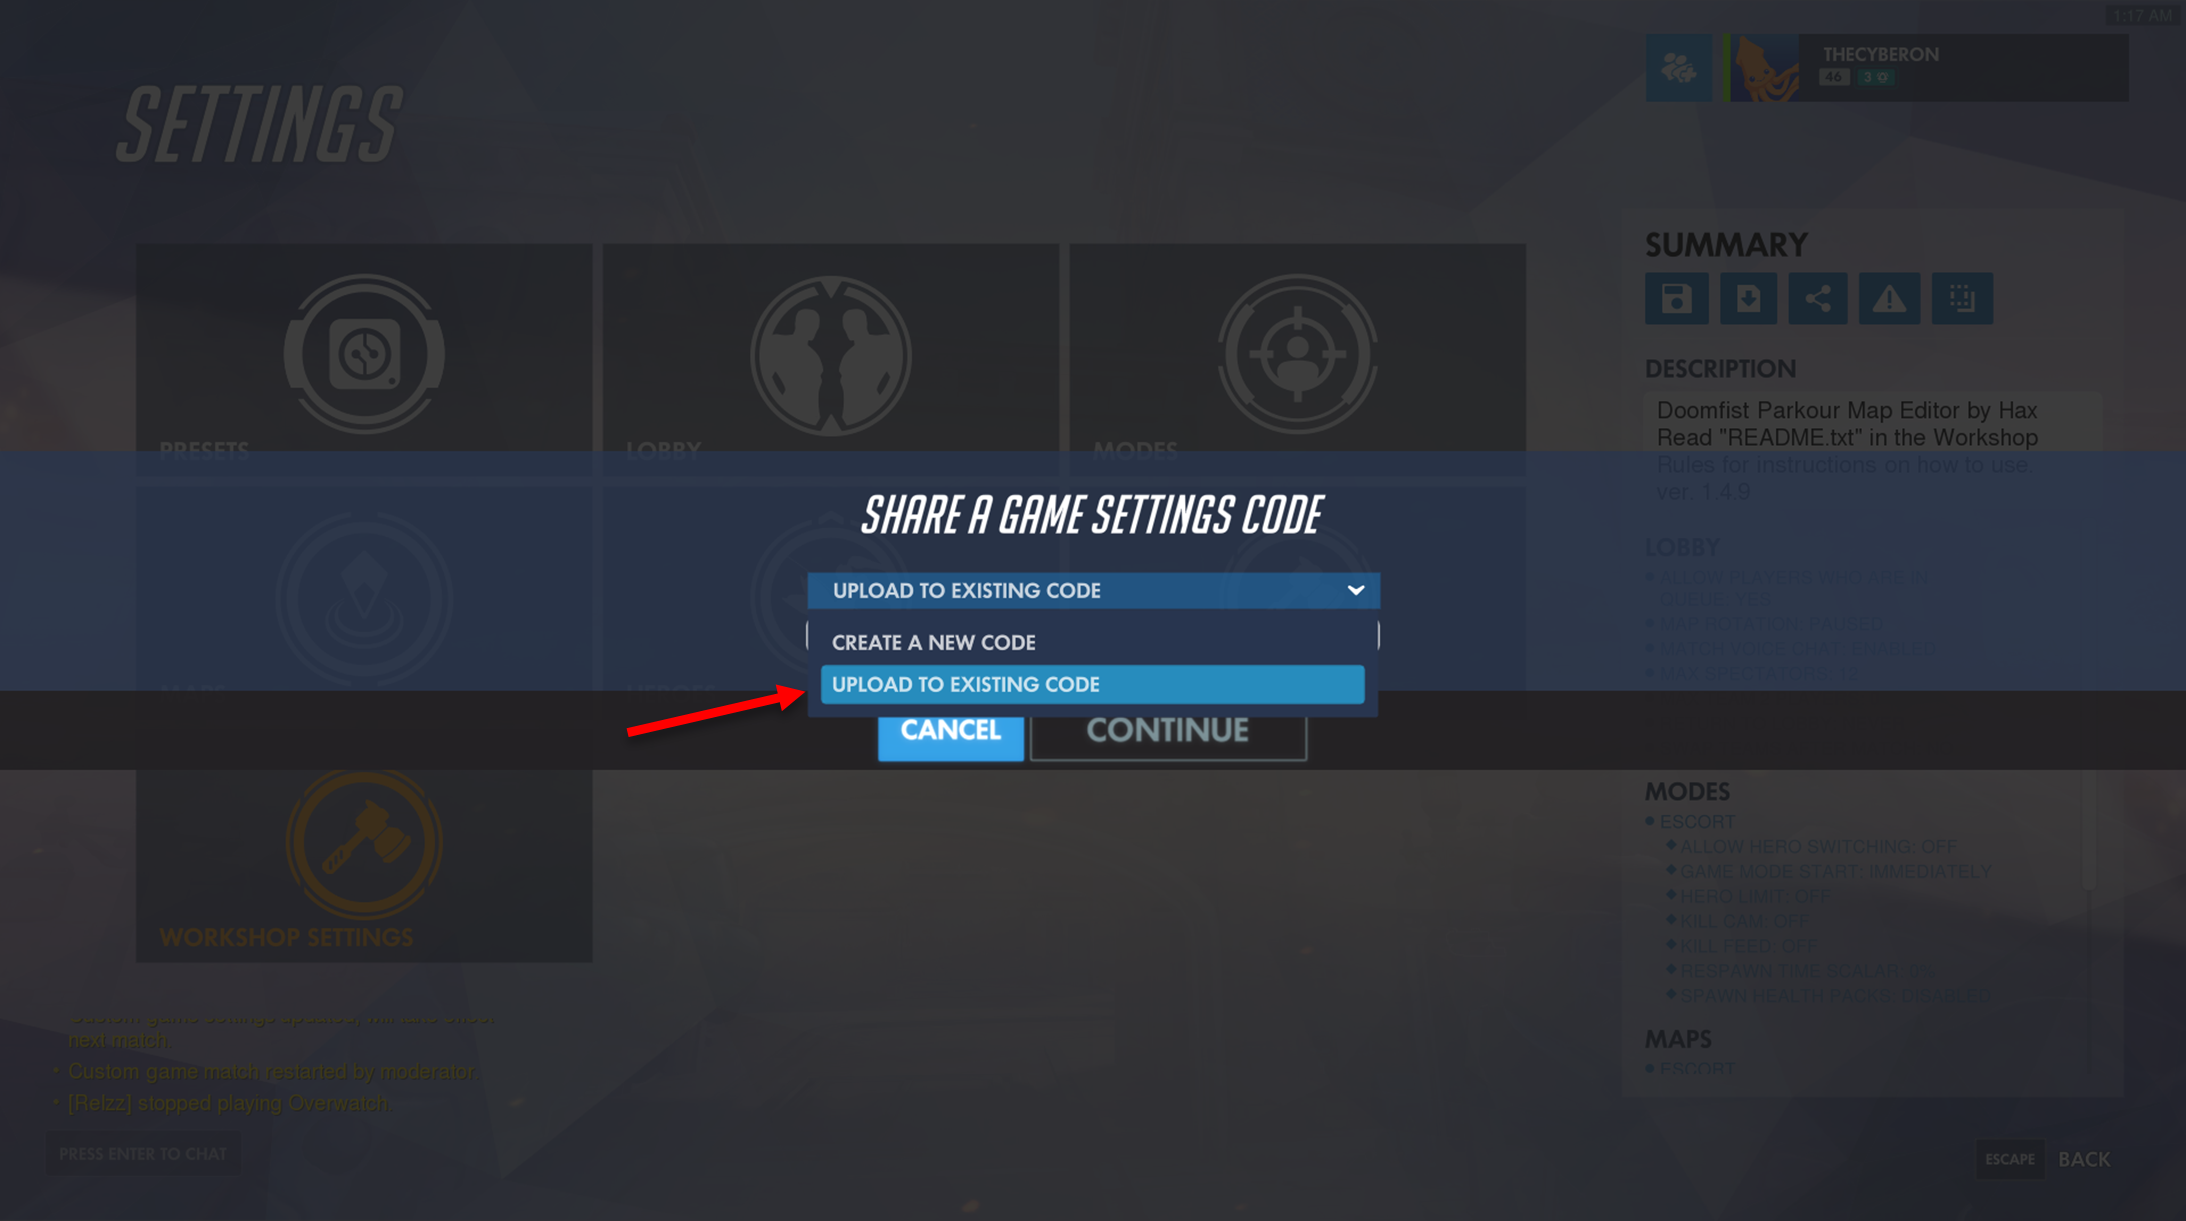 1:17 AM
THECYBERON
46 3
SETTINGS
SUMMARY
DESCRIPTION
Doomfist Parkour Map Editor by Hax
Read "README.txt" in the Workshop
Rules for instructions on how to use.
ver. 1.4.9
PRESETS
LOBBY
MODES
SHARE A GAME SETTINGS CODE
UPLOAD TO EXISTING CODE
CREATE A NEW CODE
UPLOAD TO EXISTING CODE
CANCEL
CONTINUE
MAPS
HEROES
LOBBY
• ALLOW PLAYERS WHO ARE IN
QUEUE: YES
• MAP ROTATION: PAUSED
• MATCH VOICE CHAT: ENABLED
• MAX SPECTATORS: 12
WORKSHOP SETTINGS
MODES
• ESCORT
◆ ALLOW HERO SWITCHING: OFF
◆ GAME MODE START: IMMEDIATELY
◆ HERO LIMIT: OFF
◆ KILL CAM: OFF
◆ KILL FEED: OFF
◆ RESPAWN TIME SCALAR: 0%
◆ SPAWN HEALTH PACKS: DISABLED
MAPS
• ESCORT
Custom game settings updated, will take effect
next match.
• Custom game match restarted by moderator.
• [Relzz] stopped playing Overwatch.
PRESS ENTER TO CHAT
ESCAPE BACK